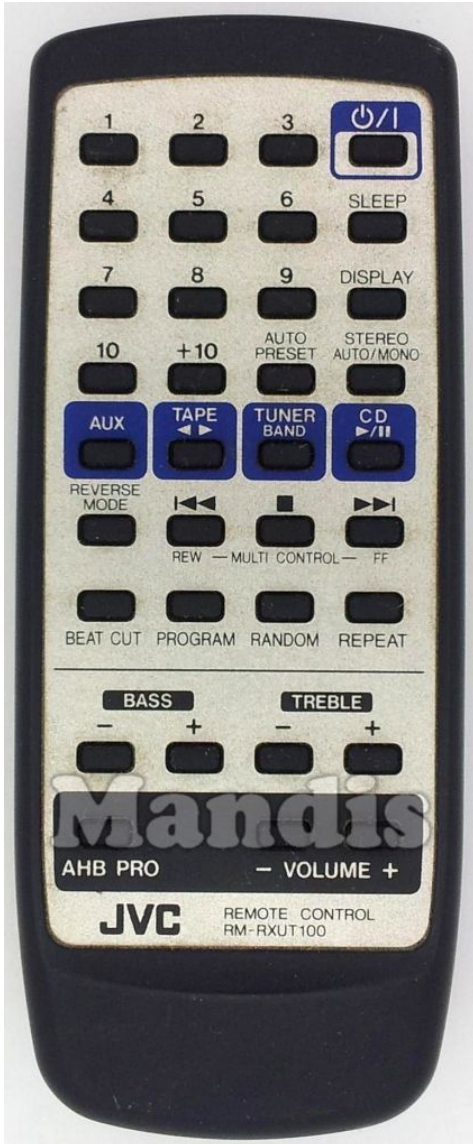 1 2 3 ⏻/I
4 5 6 SLEEP
7 8 9 DISPLAY
10 +10 AUTO PRESET STEREO AUTO/MONO
AUX TAPE ◄ ► TUNER BAND CD ►/II
REVERSE MODE I◄◄ ■ ►►I
REW —MULTI CONTROL— FF
BEAT CUT PROGRAM RANDOM REPEAT
BASS TREBLE
− + − +
Mandis
AHB PRO − VOLUME +
JVC REMOTE CONTROL
RM-RXUT100